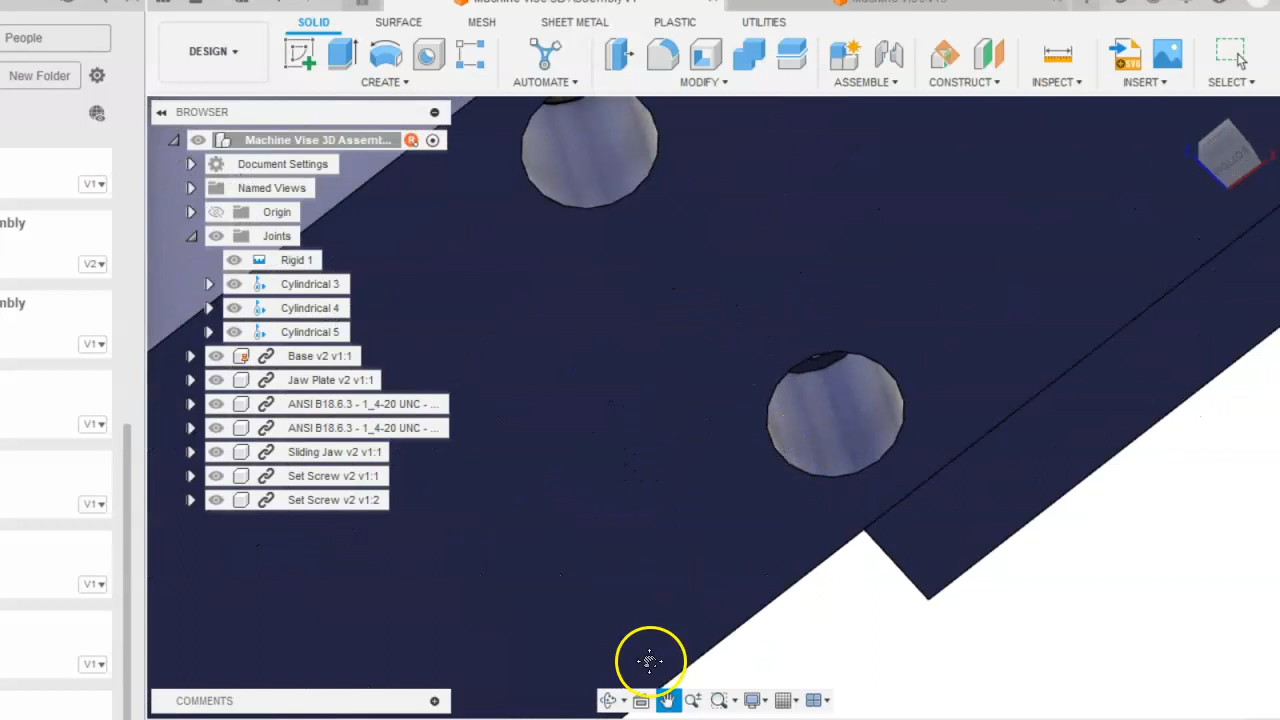 People
New Folder
V1
mbly
V2
mbly
V1
V1
V1
V1
V1
SOLID
SURFACE
MESH
SHEET METAL
PLASTIC
UTILITIES
DESIGN
CREATE
AUTOMATE
MODIFY
ASSEMBLE
CONSTRUCT
INSPECT
INSERT
SELECT
BROWSER
Machine Vise 3D Assembl...
Document Settings
Named Views
Origin
Joints
Rigid 1
Cylindrical 3
Cylindrical 4
Cylindrical 5
Base v2 v1:1
Jaw Plate v2 v1:1
ANSI B18.6.3 - 1_4-20 UNC - ...
ANSI B18.6.3 - 1_4-20 UNC - ...
Sliding Jaw v2 v1:1
Set Screw v2 v1:1
Set Screw v2 v1:2
COMMENTS